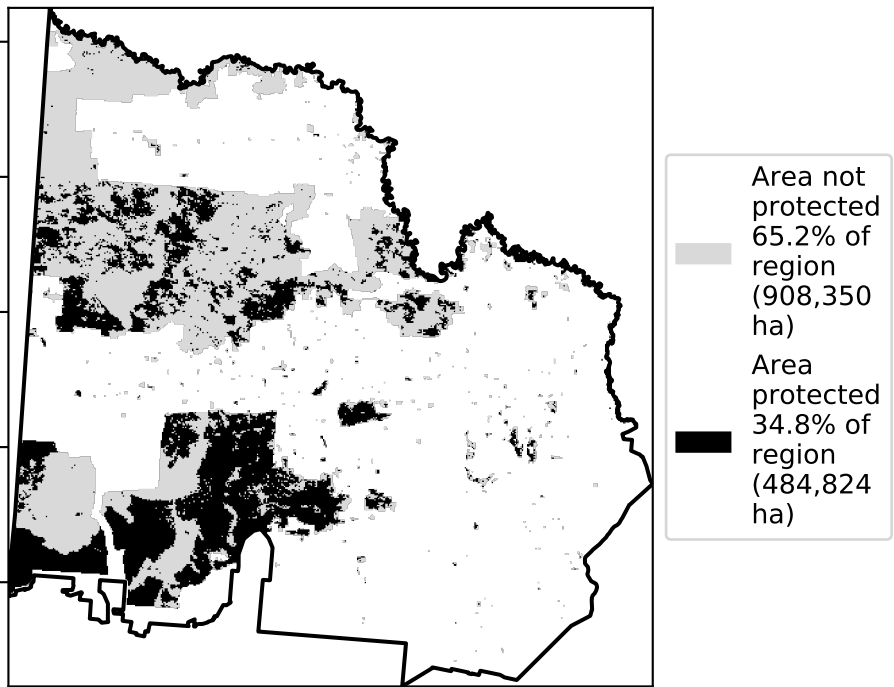 Area not
protected
65.2% of
region
(908,350
ha)
Area
protected
34.8% of
region
(484,824
ha)